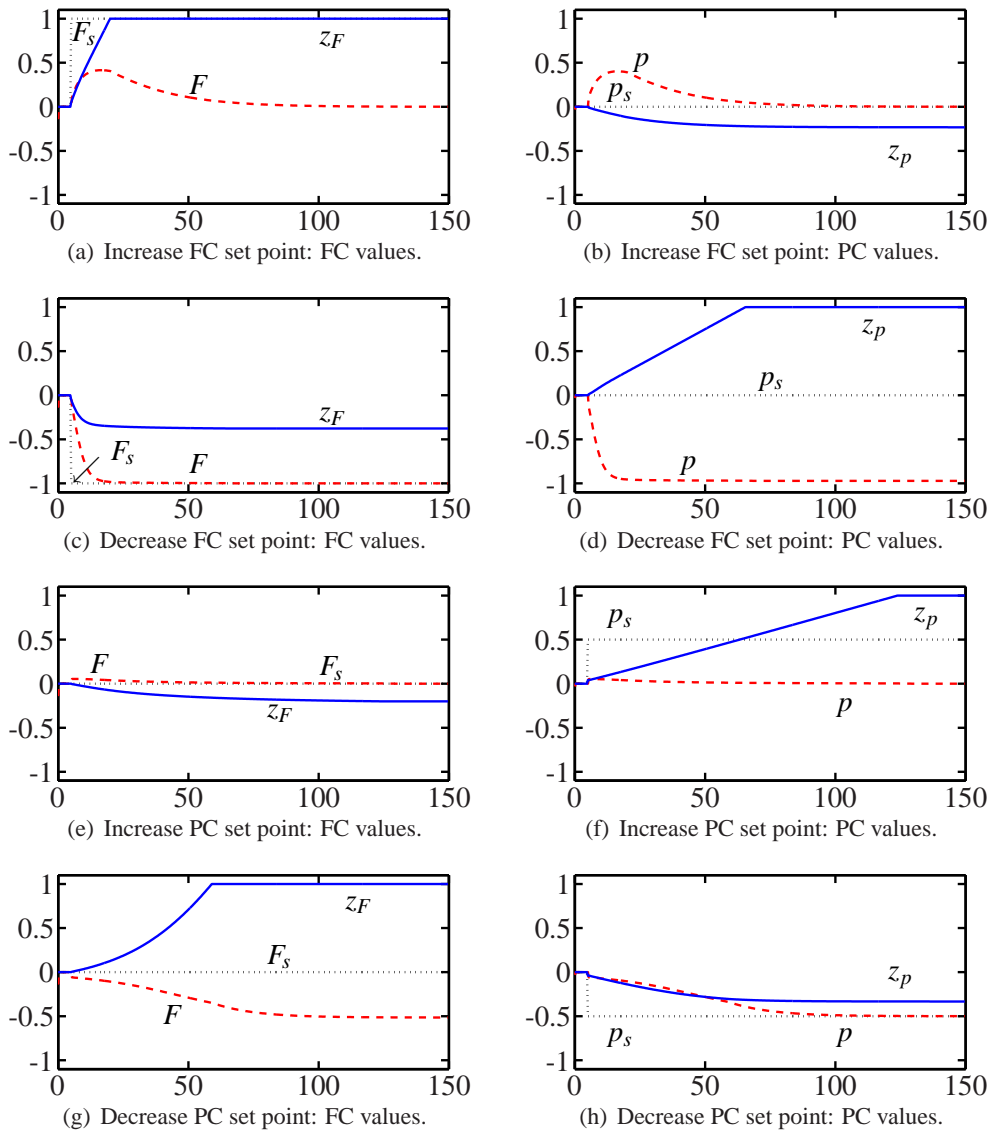 1
0.5
0
-0.5
-1
0 50 100 150
F_s
z_F
F
(a) Increase FC set point: FC values.
1
0.5
0
-0.5
-1
0 50 100 150
p
p_s
z_p
(b) Increase FC set point: PC values.
1
0.5
0
-0.5
-1
0 50 100 150
z_F
F_s
F
(c) Decrease FC set point: FC values.
1
0.5
0
-0.5
-1
0 50 100 150
z_p
p_s
p
(d) Decrease FC set point: PC values.
1
0.5
0
-0.5
-1
0 50 100 150
F
F_s
z_F
(e) Increase PC set point: FC values.
1
0.5
0
-0.5
-1
0 50 100 150
p_s
z_p
p
(f) Increase PC set point: PC values.
1
0.5
0
-0.5
-1
0 50 100 150
z_F
F_s
F
(g) Decrease PC set point: FC values.
1
0.5
0
-0.5
-1
0 50 100 150
z_p
p_s
p
(h) Decrease PC set point: PC values.